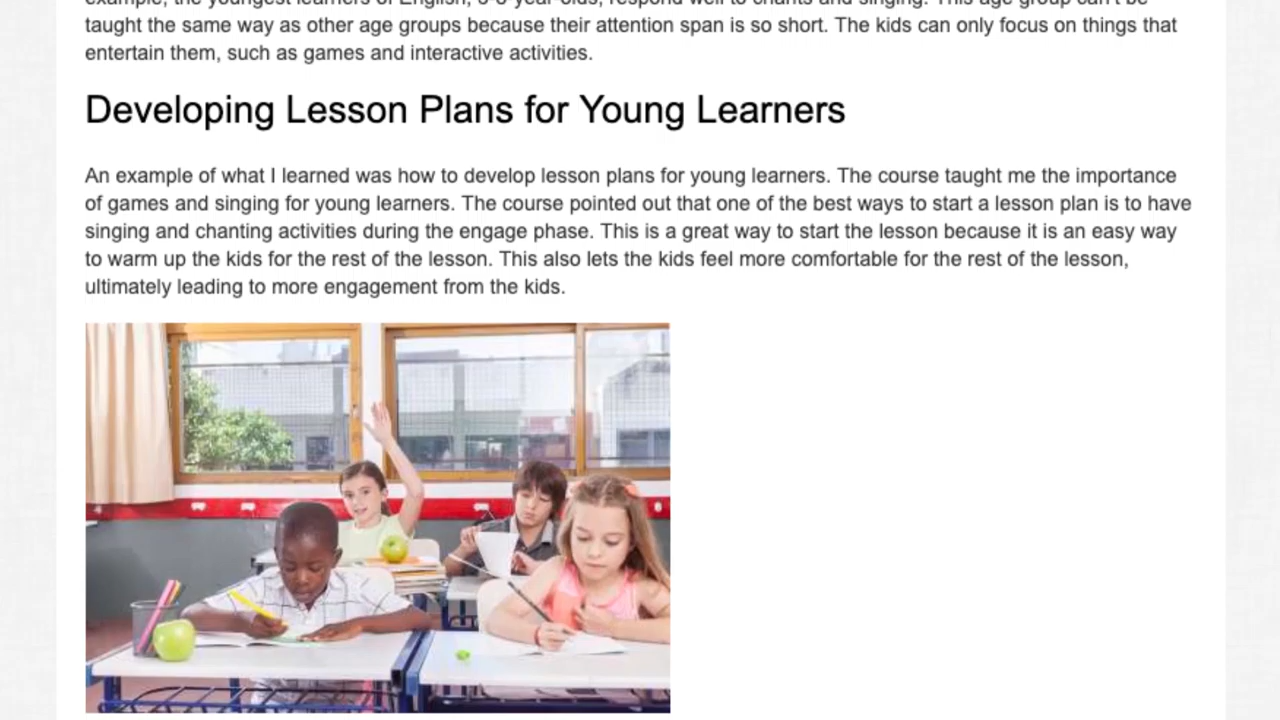 example, the youngest learners of English,
respond well to chants and singing. This age group can't be
taught the same way as other age groups because their attention span is so short. The kids can only focus on things that
entertain them, such as games and interactive activities.
Developing Lesson Plans for Young Learners
An example of what I learned was how to develop lesson plans for young learners. The course taught me the importance
of games and singing for young learners. The course pointed out that one of the best ways to start a lesson plan is to have
singing and chanting activities during the engage phase. This is a great way to start the lesson because it is an easy way
to warm up the kids for the rest of the lesson. This also lets the kids feel more comfortable for the rest of the lesson,
ultimately leading to more engagement from the kids.